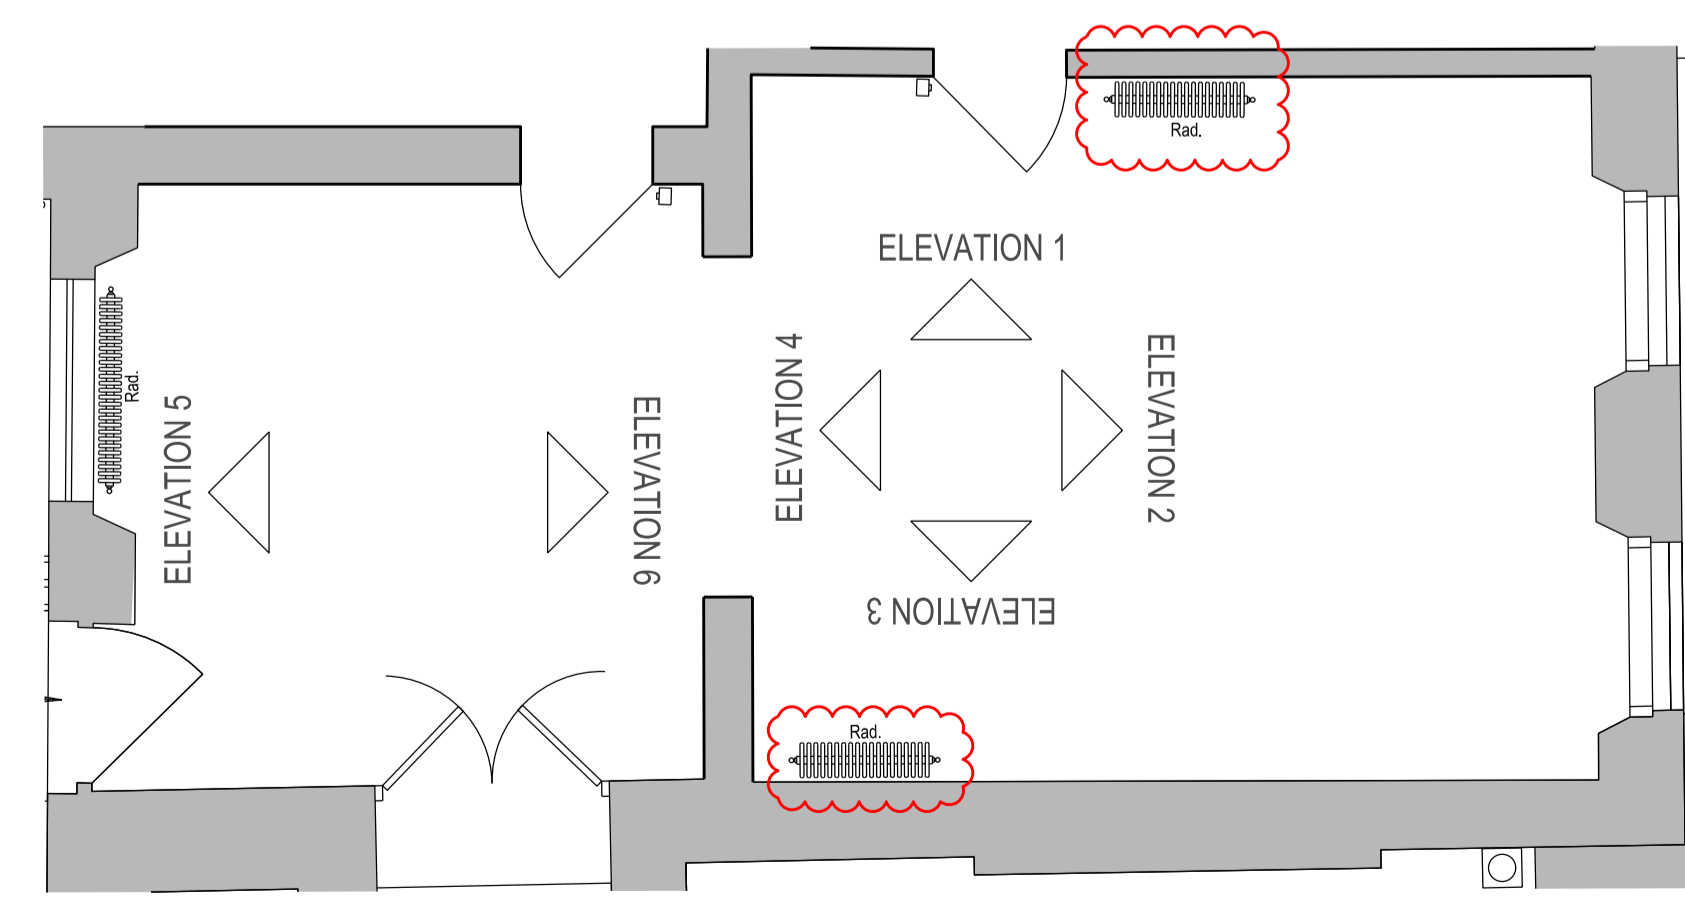 Rad.
ELEVATION 1
ELEVATION 4
ELEVATION 2
Rad.
ELEVATION 5
ELEVATION 6
ELEVATION 3
Rad.